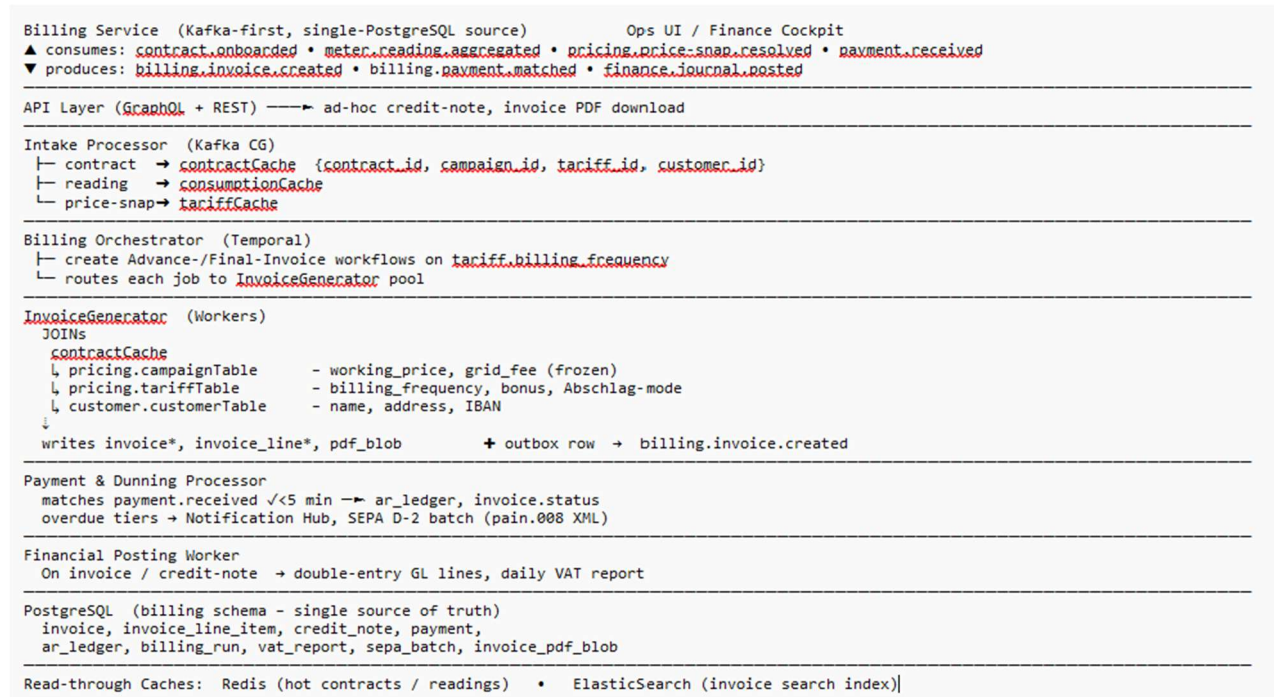 Billing Service (Kafka-first, single-PostgreSQL source) Ops UI / Finance Cockpit
▲ consumes: contract.onboarded • meter.reading.aggregated • pricing.price-snap.resolved • payment.received
▼ produces: billing.invoice.created • billing.payment.matched • finance.journal.posted
API Layer (GraphQL + REST) ───► ad-hoc credit-note, invoice PDF download
Intake Processor (Kafka CG)
├─ contract → contractCache {contract_id, campaign_id, tariff_id, customer_id}
├─ reading → consumptionCache
└─ price-snap→ tariffCache
Billing Orchestrator (Temporal)
├─ create Advance-/Final-Invoice workflows on tariff.billing_frequency
└─ routes each job to InvoiceGenerator pool
InvoiceGenerator (Workers)
JOINs
contractCache
↳ pricing.campaignTable – working_price, grid_fee (frozen)
↳ pricing.tariffTable – billing_frequency, bonus, Abschlag-mode
↳ customer.customerTable – name, address, IBAN
↓
writes invoice*, invoice_line*, pdf_blob ✚ outbox row → billing.invoice.created
Payment & Dunning Processor
matches payment.received √<5 min ─► ar_ledger, invoice.status
overdue tiers → Notification Hub, SEPA D-2 batch (pain.008 XML)
Financial Posting Worker
On invoice / credit-note → double-entry GL lines, daily VAT report
PostgreSQL (billing schema – single source of truth)
invoice, invoice_line_item, credit_note, payment,
ar_ledger, billing_run, vat_report, sepa_batch, invoice_pdf_blob
Read-through Caches: Redis (hot contracts / readings) • ElasticSearch (invoice search index)